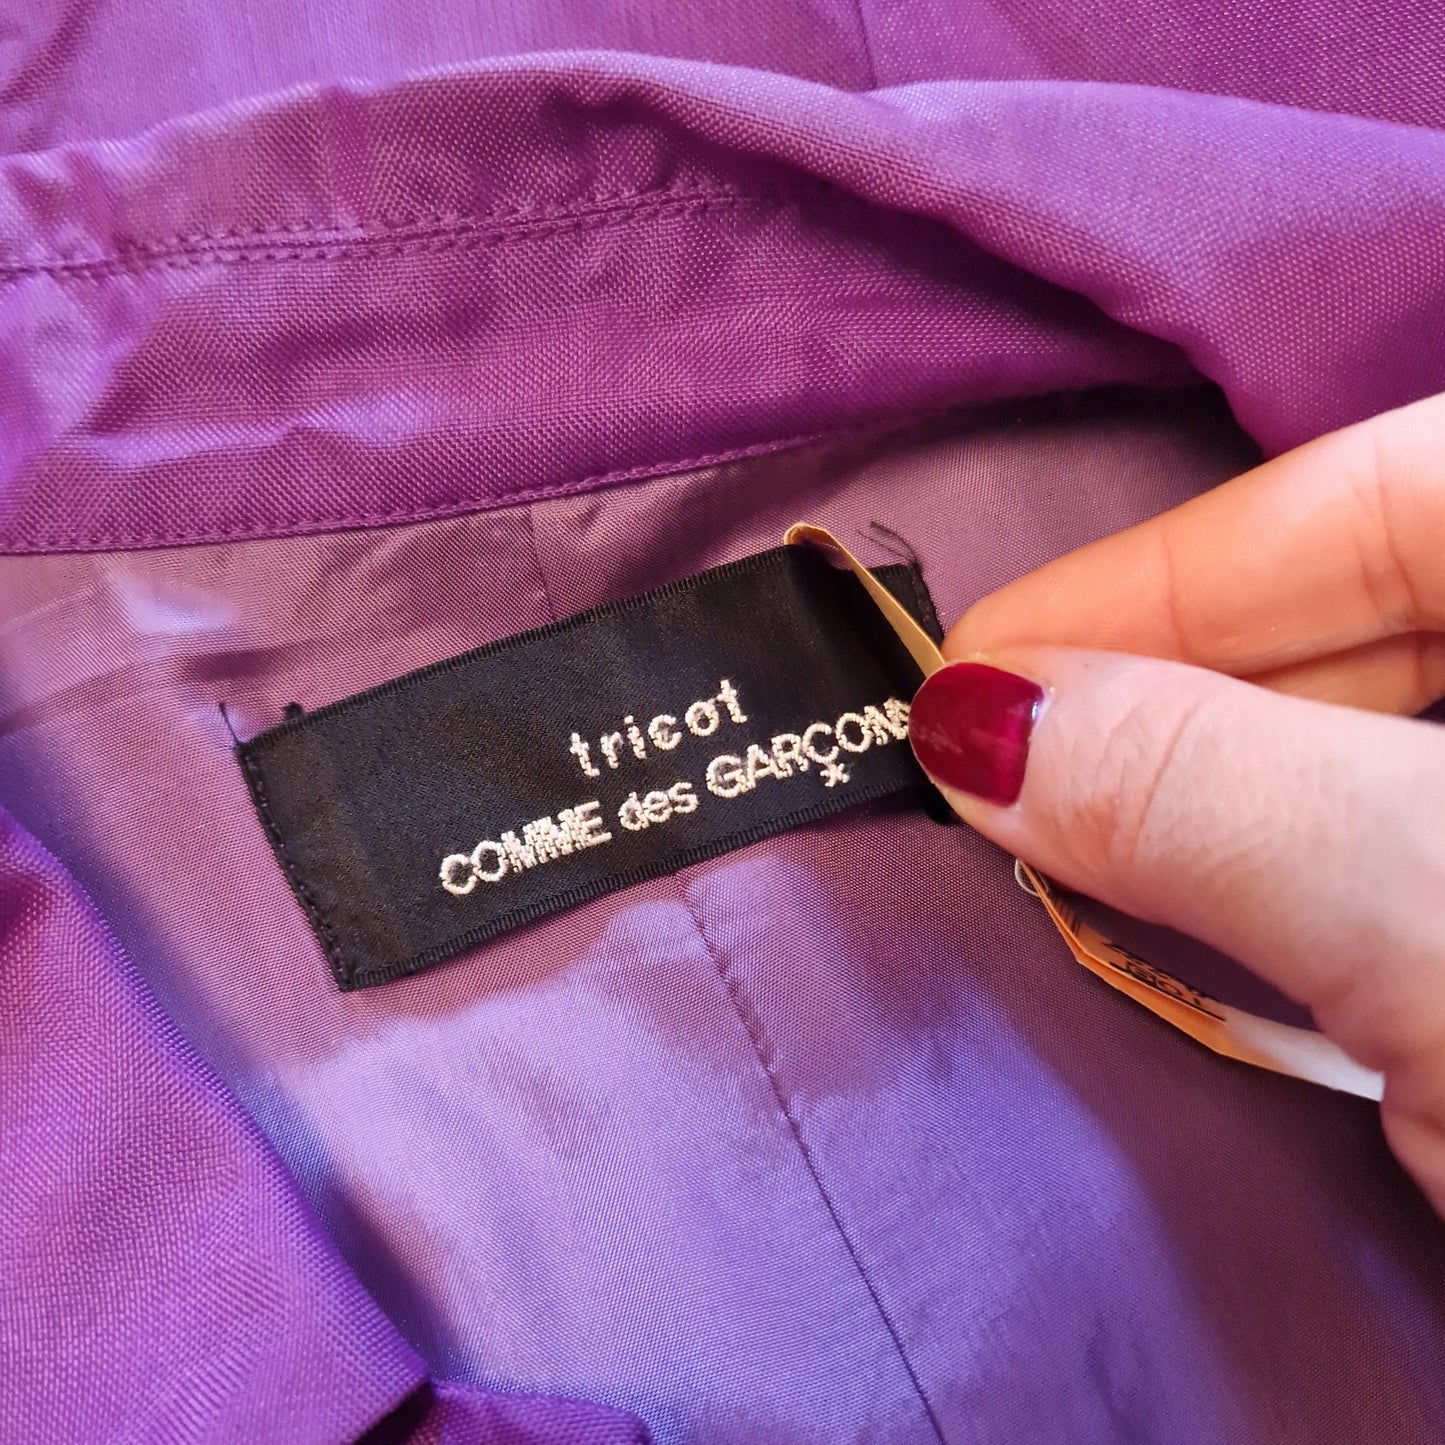 tricot
COMME des GARÇONS
*